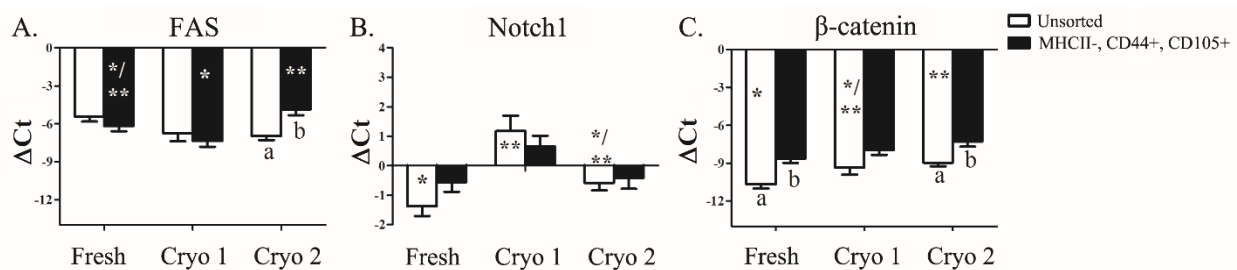 A. FAS
ΔCt
0
-3
-6
-9
-12
*/
**
*
**
a b
Fresh Cryo 1 Cryo 2
B. Notch1
ΔCt
4
3
2
1
0
-1
2
*
**
*/
**
Fresh Cryo 1 Cryo 2
C. β-catenin
ΔCt
0
-3
-6
-9
-12
*
*/
**
**
a b
a b
Fresh Cryo 1 Cryo 2
Unsorted
MHCII-, CD44+, CD105+